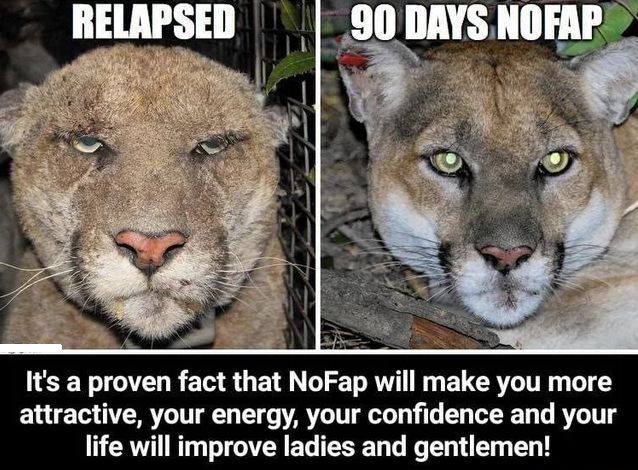 RELAPSED
90 DAYS NOFAP
It's a proven fact that NoFap will make you more
attractive, your energy, your confidence and your
life will improve ladies and gentlemen!